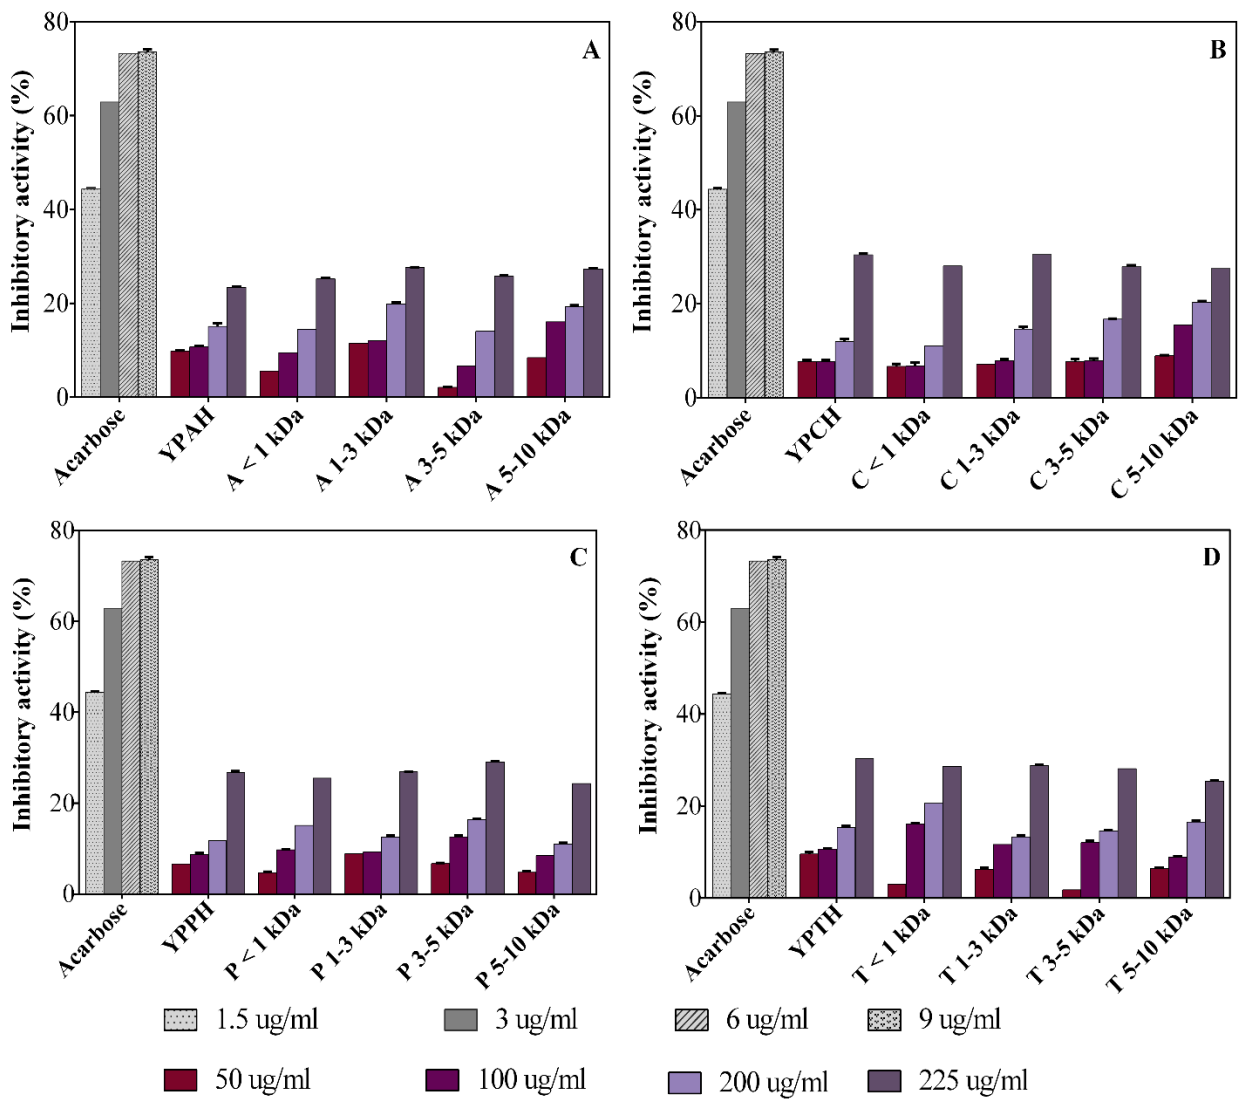 A
Inhibitory activity (%)
80
60
40
20
0
Acarbose
YPAH
A < 1 kDa
A 1-3 kDa
A 3-5 kDa
A 5-10 kDa
B
Inhibitory activity (%)
80
60
40
20
0
Acarbose
YPCH
C < 1 kDa
C 1-3 kDa
C 3-5 kDa
C 5-10 kDa
C
Inhibitory activity (%)
80
60
40
20
0
Acarbose
YPPH
P < 1 kDa
P 1-3 kDa
P 3-5 kDa
P 5-10 kDa
D
Inhibitory activity (%)
80
60
40
20
0
Acarbose
YPTH
T < 1 kDa
T 1-3 kDa
T 3-5 kDa
T 5-10 kDa
1.5 ug/ml
3 ug/ml
6 ug/ml
9 ug/ml
50 ug/ml
100 ug/ml
200 ug/ml
225 ug/ml